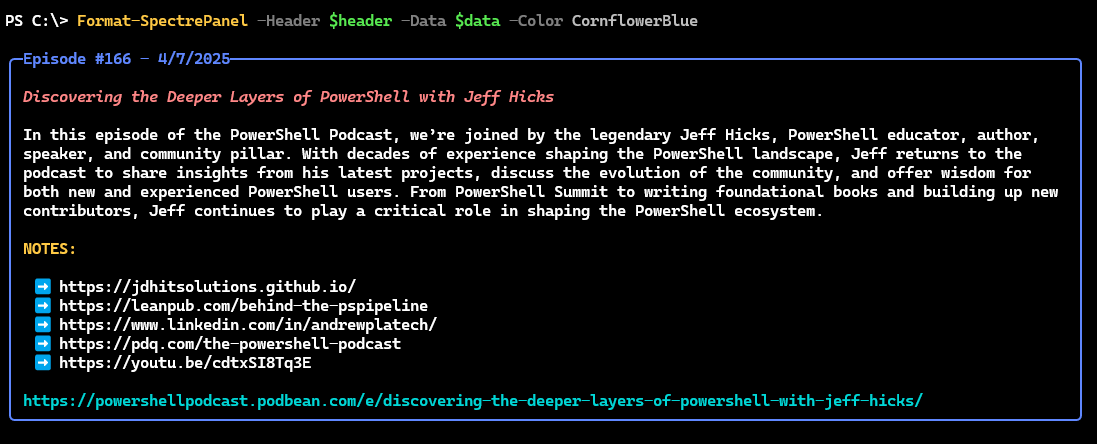 PS C:\> Format-SpectrePanel -Header $header -Data $data -Color CornflowerBlue
Episode #166 - 4/7/2025
Discovering the Deeper Layers of PowerShell with Jeff Hicks
In this episode of the PowerShell Podcast, we're joined by the legendary Jeff Hicks, PowerShell educator, author,
speaker, and community pillar. With decades of experience shaping the PowerShell landscape, Jeff returns to the
podcast to share insights from his latest projects, discuss the evolution of the community, and offer wisdom for
both new and experienced PowerShell users. From PowerShell Summit to writing foundational books and building up new
contributors, Jeff continues to play a critical role in shaping the PowerShell ecosystem.
NOTES:
➡ https://jdhitsolutions.github.io/
➡ https://leanpub.com/behind-the-pspipeline
➡ https://www.linkedin.com/in/andrewplatech/
➡ https://pdq.com/the-powershell-podcast
➡ https://youtu.be/cdtxSI8Tq3E
https://powershellpodcast.podbean.com/e/discovering-the-deeper-layers-of-powershell-with-jeff-hicks/